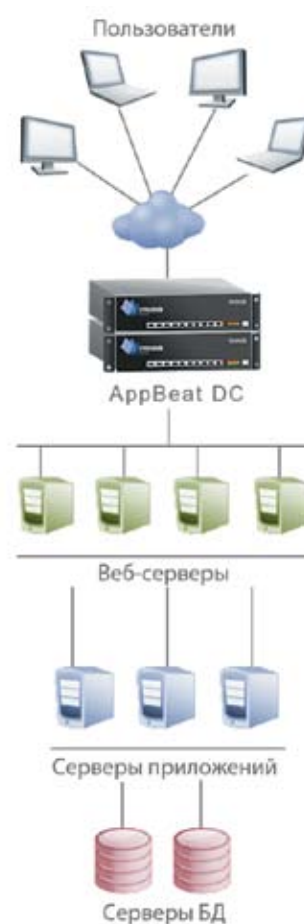 Пользователи
AppBeat DC
Веб-серверы
Серверы приложений
Серверы БД